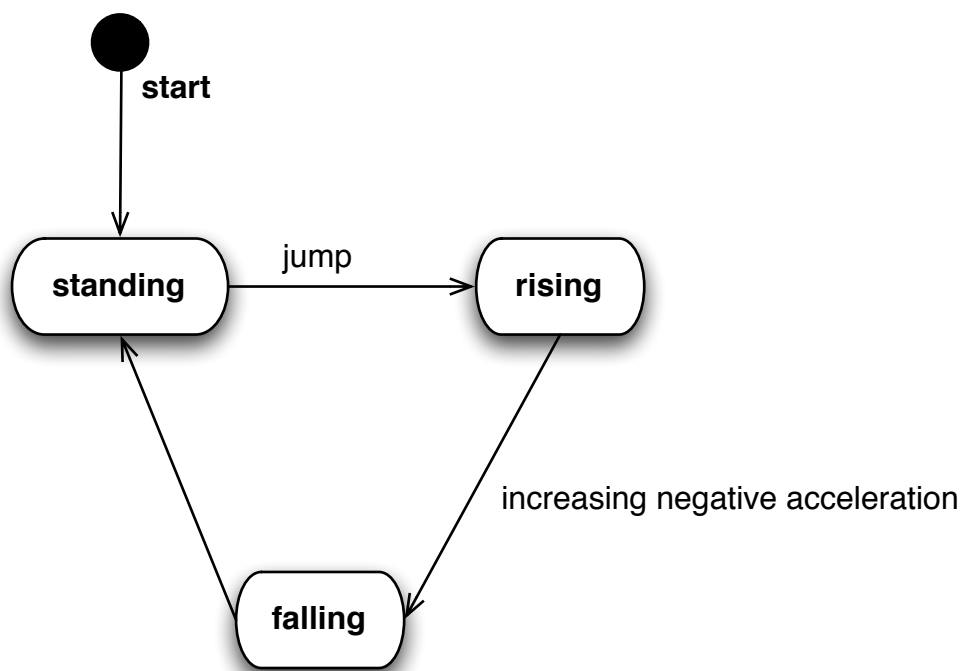 start
jump
standing
rising
increasing negative acceleration
falling